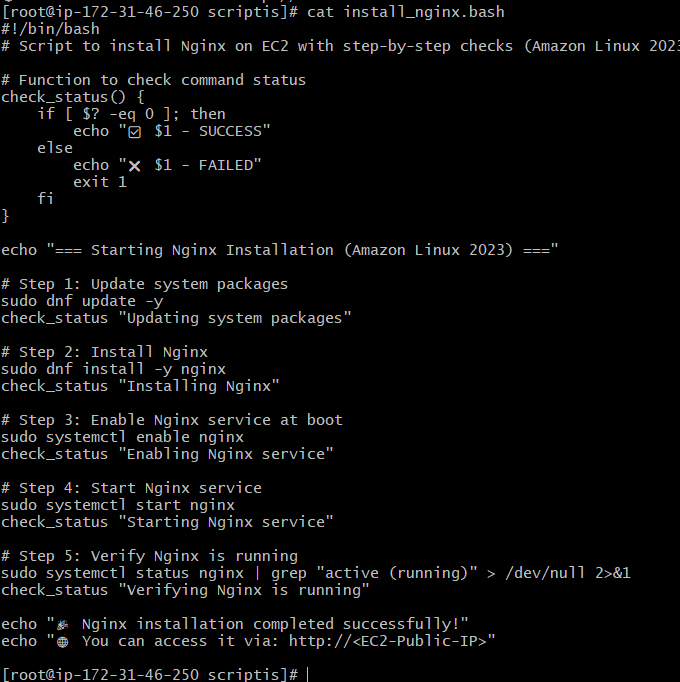 [root@ip-172-31-46-250 scriptis]# cat install_nginx.bash
#!/bin/bash
# Script to install Nginx on EC2 with step-by-step checks (Amazon Linux 2023

# Function to check command status
check_status() {
    if [ $? -eq 0 ]; then
        echo "☑ $1 - SUCCESS"
    else
        echo "❌ $1 - FAILED"
        exit 1
    fi
}

echo "=== Starting Nginx Installation (Amazon Linux 2023) ==="

# Step 1: Update system packages
sudo dnf update -y
check_status "Updating system packages"

# Step 2: Install Nginx
sudo dnf install -y nginx
check_status "Installing Nginx"

# Step 3: Enable Nginx service at boot
sudo systemctl enable nginx
check_status "Enabling Nginx service"

# Step 4: Start Nginx service
sudo systemctl start nginx
check_status "Starting Nginx service"

# Step 5: Verify Nginx is running
sudo systemctl status nginx | grep "active (running)" > /dev/null 2>&1
check_status "Verifying Nginx is running"

echo "🎉 Nginx installation completed successfully!"
echo "🌐 You can access it via: http://<EC2-Public-IP>"

[root@ip-172-31-46-250 scriptis]#